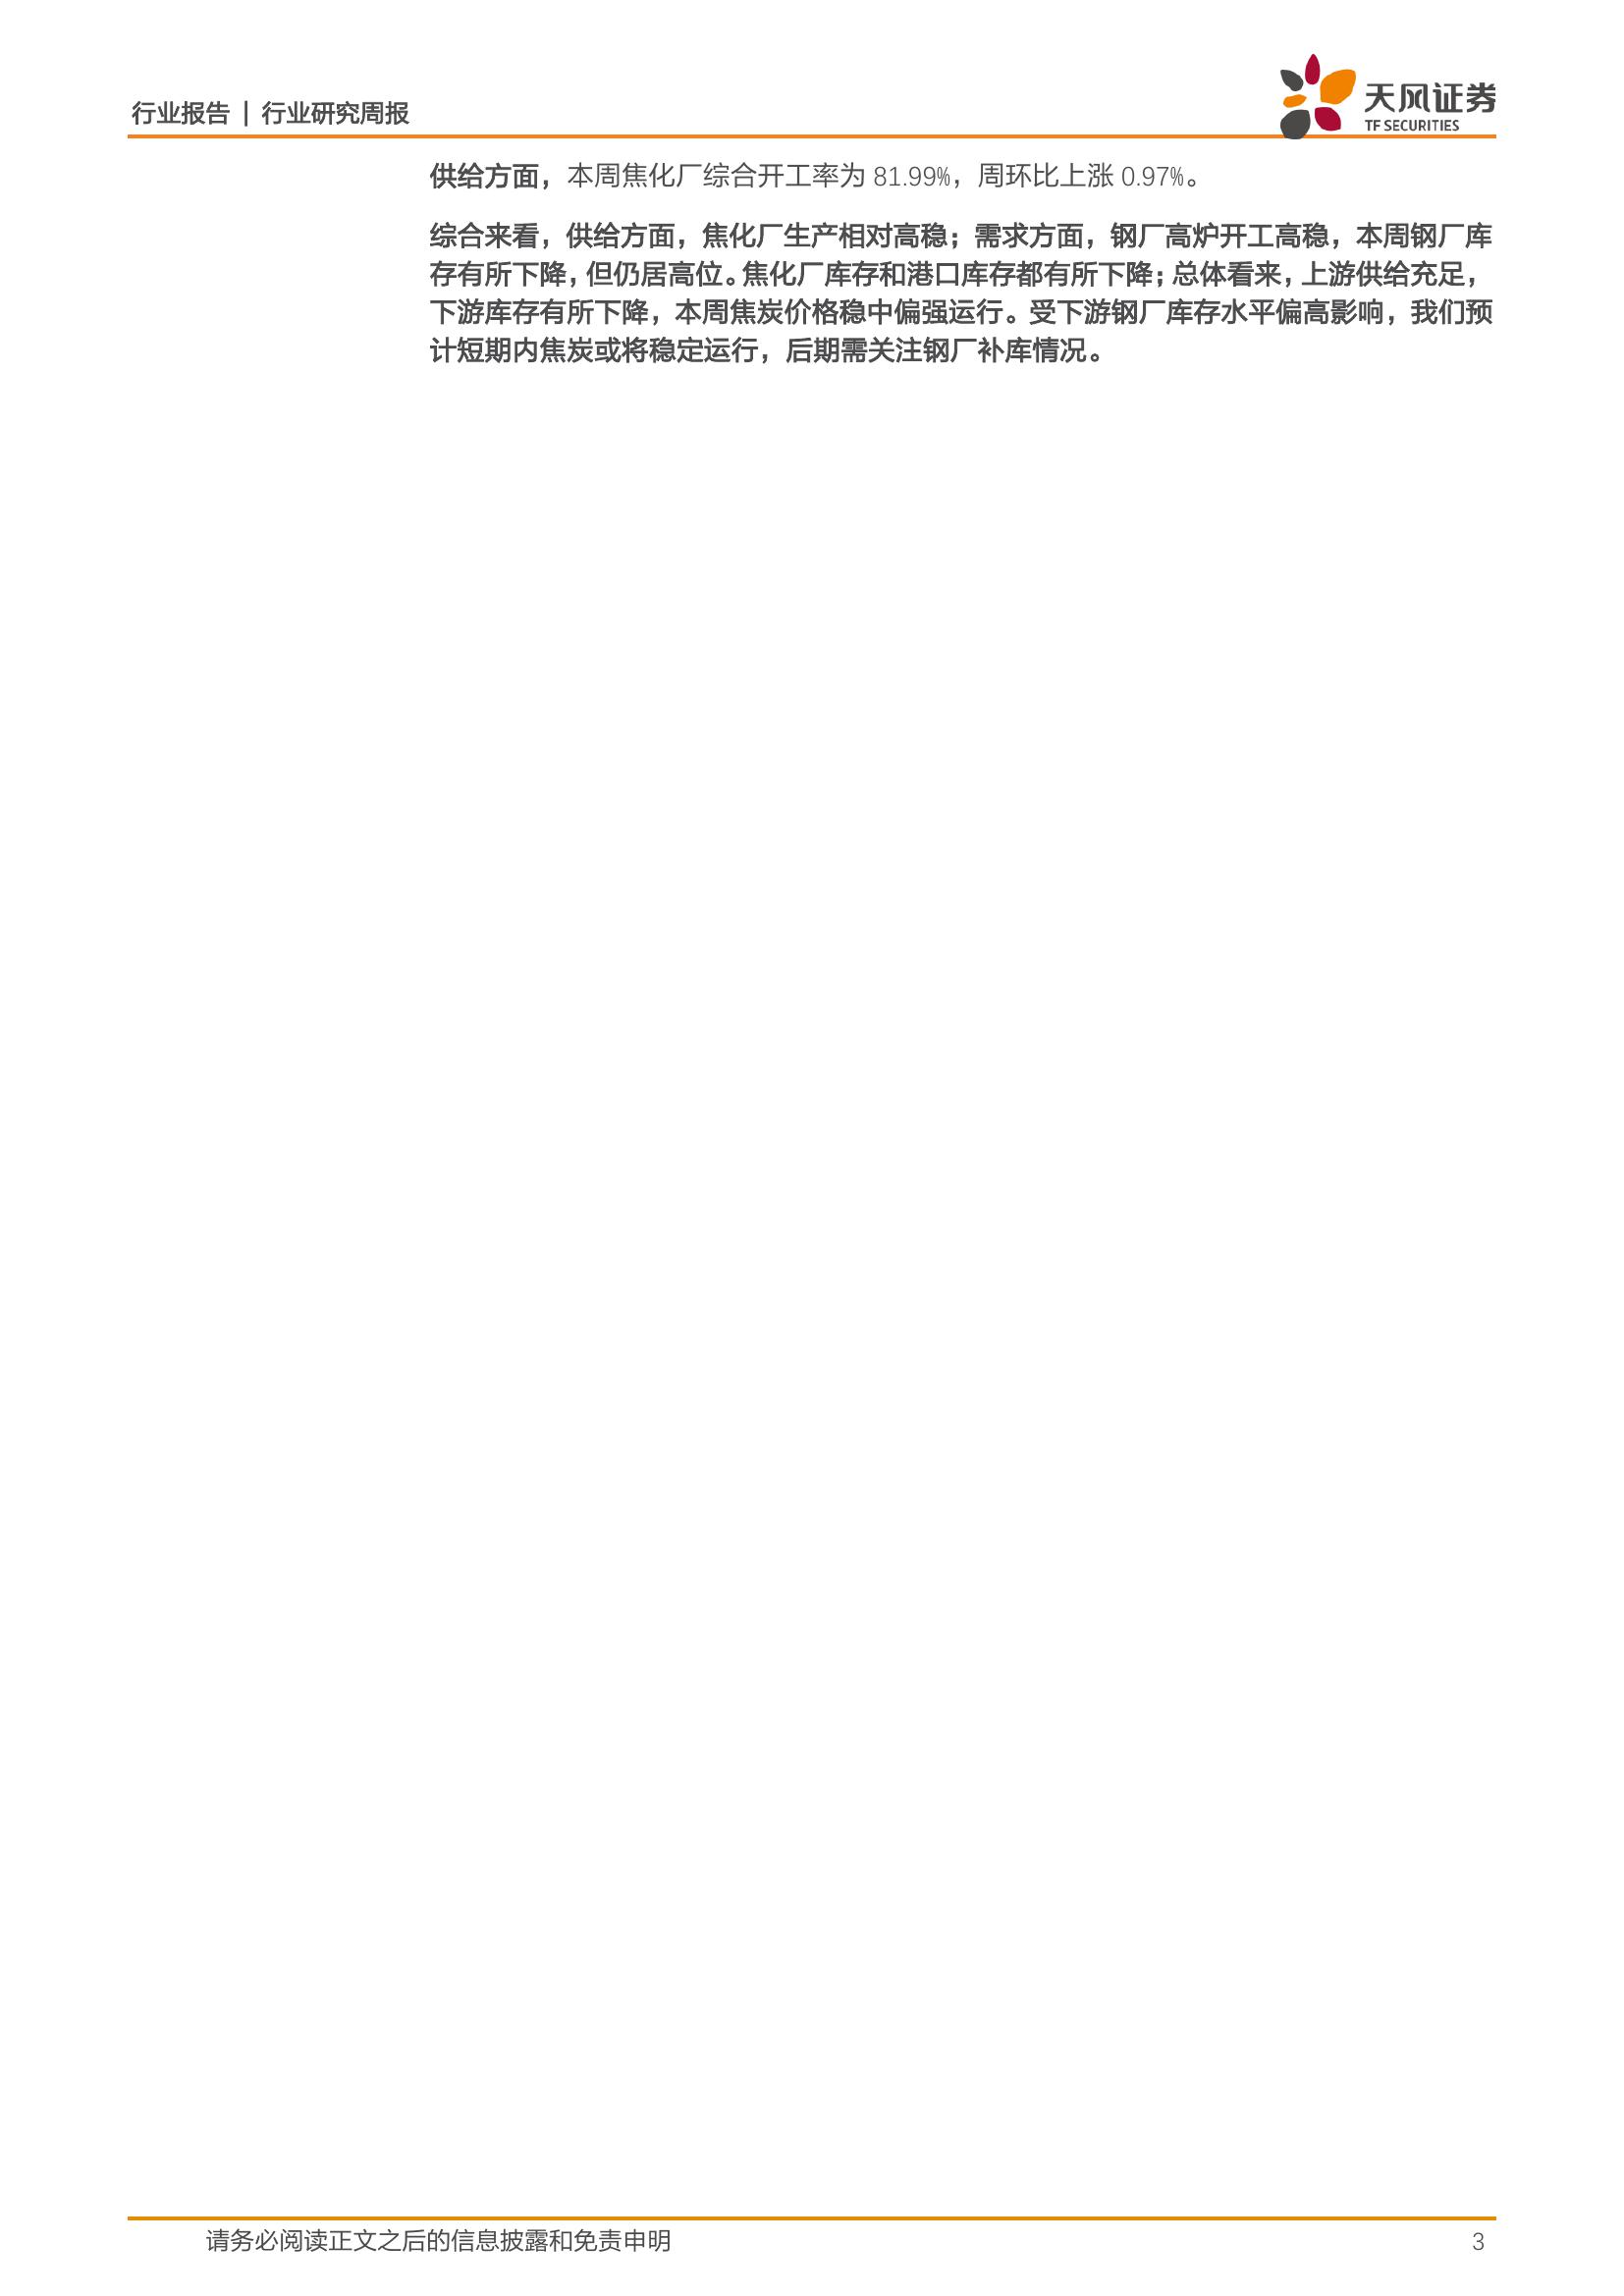 行业报告 | 行业研究周报
天风证券
TF SECURITIES
供给方面，本周焦化厂综合开工率为 81.99%，周环比上涨 0.97%。
综合来看，供给方面，焦化厂生产相对高稳；需求方面，钢厂高炉开工高稳，本周钢厂库
存有所下降，但仍居高位。焦化厂库存和港口库存都有所下降；总体看来，上游供给充足，
下游库存有所下降，本周焦炭价格稳中偏强运行。受下游钢厂库存水平偏高影响，我们预
计短期内焦炭或将稳定运行，后期需关注钢厂补库情况。
请务必阅读正文之后的信息披露和免责申明
3